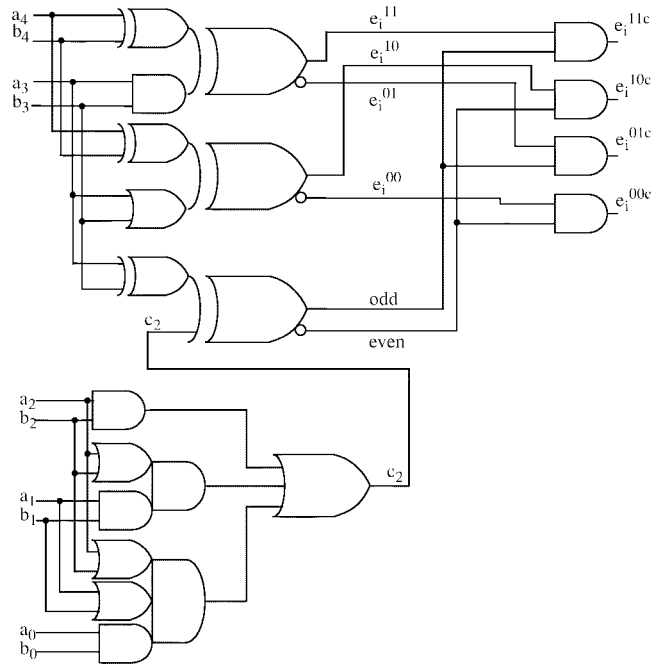 a4
b4
a3
b3
ei11
ei10
ei01
ei00
ei11c
ei10c
ei01c
ei00c
odd
even
c2
a2
b2
a1
b1
c2
a0
b0